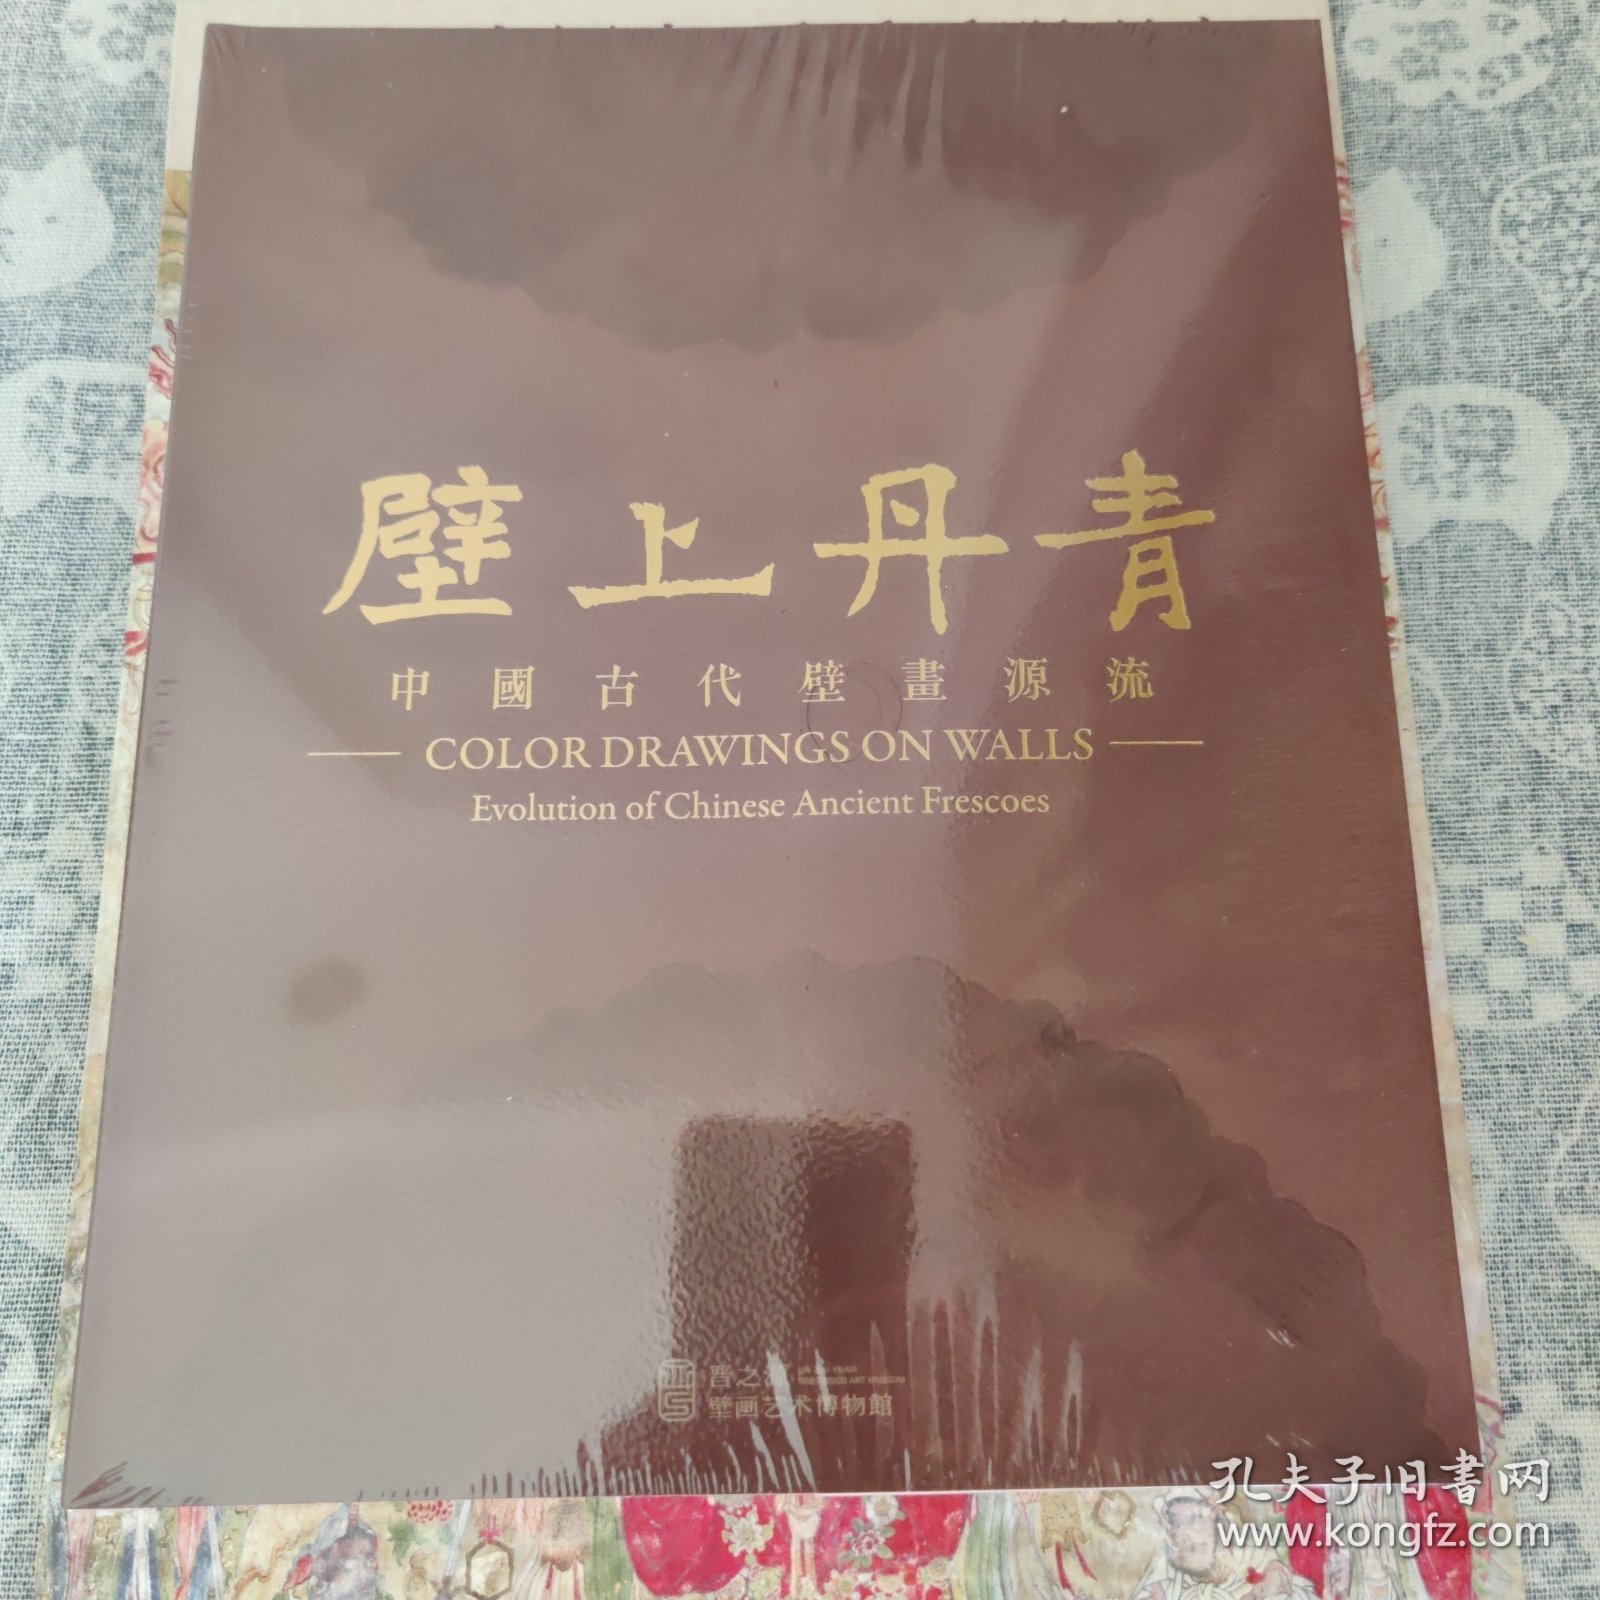 壁上丹青
中國古代壁畫源流
COLOR DRAWINGS ON WALLS
Evolution of Chinese Ancient Frescoes
晋之源
壁画艺术博物館
孔夫子旧書网
www.kongfz.com